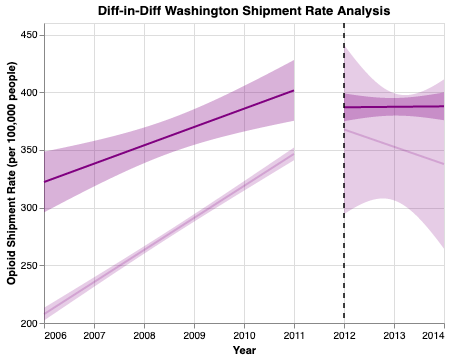 Diff-in-Diff Washington Shipment Rate Analysis
450
400
350
300
250
200
Opioid Shipment Rate (per 100,000 people)
2006 2007 2008 2009 2010 2011 2012 2013 2014
Year